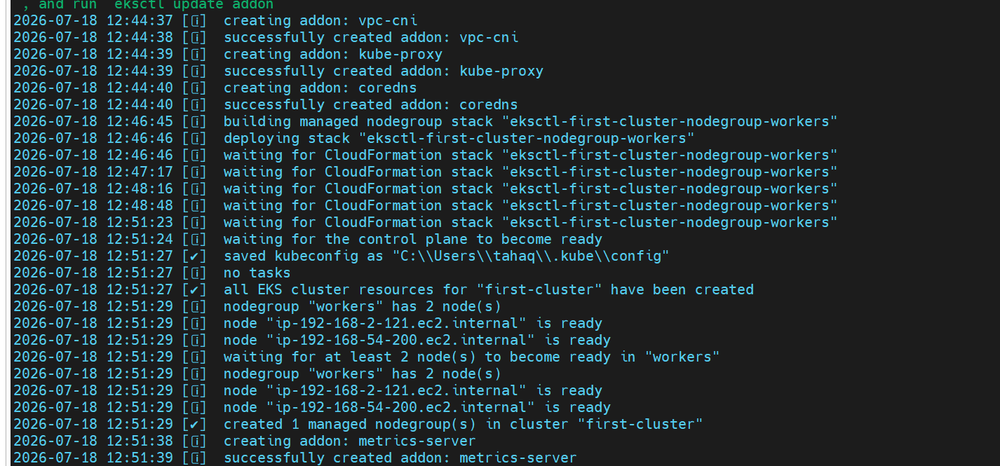 , and run  eksctl update addon
2026-07-18 12:44:37 [ℹ]  creating addon: vpc-cni
2026-07-18 12:44:38 [ℹ]  successfully created addon: vpc-cni
2026-07-18 12:44:39 [ℹ]  creating addon: kube-proxy
2026-07-18 12:44:39 [ℹ]  successfully created addon: kube-proxy
2026-07-18 12:44:40 [ℹ]  creating addon: coredns
2026-07-18 12:44:40 [ℹ]  successfully created addon: coredns
2026-07-18 12:46:45 [ℹ]  building managed nodegroup stack "eksctl-first-cluster-nodegroup-workers"
2026-07-18 12:46:46 [ℹ]  deploying stack "eksctl-first-cluster-nodegroup-workers"
2026-07-18 12:46:46 [ℹ]  waiting for CloudFormation stack "eksctl-first-cluster-nodegroup-workers"
2026-07-18 12:47:17 [ℹ]  waiting for CloudFormation stack "eksctl-first-cluster-nodegroup-workers"
2026-07-18 12:48:16 [ℹ]  waiting for CloudFormation stack "eksctl-first-cluster-nodegroup-workers"
2026-07-18 12:48:48 [ℹ]  waiting for CloudFormation stack "eksctl-first-cluster-nodegroup-workers"
2026-07-18 12:51:23 [ℹ]  waiting for CloudFormation stack "eksctl-first-cluster-nodegroup-workers"
2026-07-18 12:51:24 [ℹ]  waiting for the control plane to become ready
2026-07-18 12:51:27 [✔]  saved kubeconfig as "C:\\Users\\tahaq\\.kube\\config"
2026-07-18 12:51:27 [ℹ]  no tasks
2026-07-18 12:51:27 [✔]  all EKS cluster resources for "first-cluster" have been created
2026-07-18 12:51:29 [ℹ]  nodegroup "workers" has 2 node(s)
2026-07-18 12:51:29 [ℹ]  node "ip-192-168-2-121.ec2.internal" is ready
2026-07-18 12:51:29 [ℹ]  node "ip-192-168-54-200.ec2.internal" is ready
2026-07-18 12:51:29 [ℹ]  waiting for at least 2 node(s) to become ready in "workers"
2026-07-18 12:51:29 [ℹ]  nodegroup "workers" has 2 node(s)
2026-07-18 12:51:29 [ℹ]  node "ip-192-168-2-121.ec2.internal" is ready
2026-07-18 12:51:29 [ℹ]  node "ip-192-168-54-200.ec2.internal" is ready
2026-07-18 12:51:29 [✔]  created 1 managed nodegroup(s) in cluster "first-cluster"
2026-07-18 12:51:38 [ℹ]  creating addon: metrics-server
2026-07-18 12:51:39 [ℹ]  successfully created addon: metrics-server